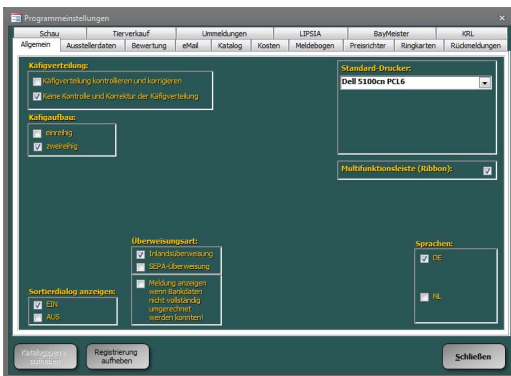 Programmeinstellungen
Schau Tierverkauf Ummeldungen LIPSIA BayMeister KRL
Allgemein Ausstellerdaten Bewertung eMail Katalog Kosten Meldebogen Preisrichter Ringkarten Rückmeldungen
Käfigverteilung:
Käfigverteilung kontrollieren und korrigieren
Keine Kontrolle und Korrektur der Käfigverteilung
Käfigaufbau:
einreihig
zweireihig
Standard-Drucker:
Dell 5100cn PCL6
Multifunktionsleiste (Ribbon):
Überweisungsart:
Inlandsüberweisung
SEPA-Überweisung
Meldung anzeigen
wenn Bankdaten
nicht vollständig
umgerechnet
werden konnten!
Sprachen:
DE
NL
Sortierdialog anzeigen:
EIN
AUS
Katalogsperre
aufheben
Registrierung
aufheben
Schließen